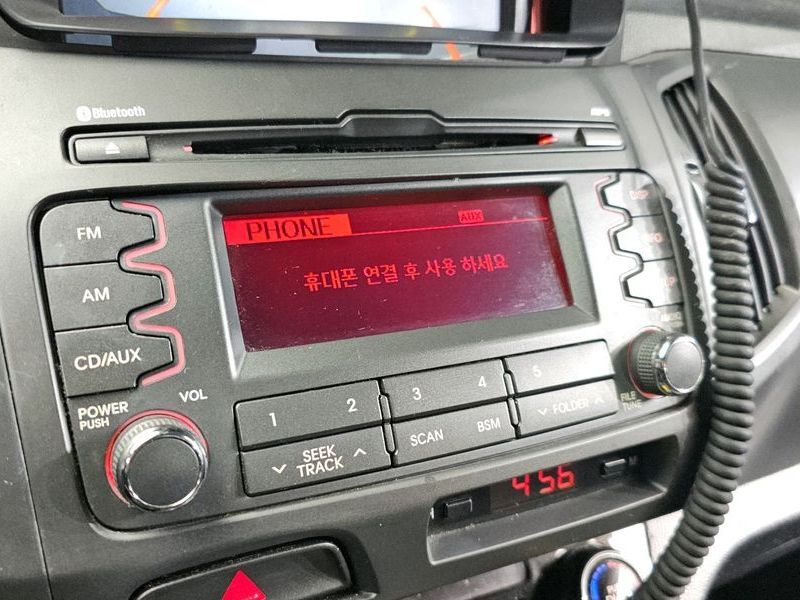 Bluetooth
FM
AM
CD/AUX
PHONE
AUX
휴대폰 연결 후 사용 하세요
POWER
PUSH
VOL
1 2 3 4 5
SEEK
TRACK
SCAN
BSM
FOLDER
FILE
TUNE
4:56